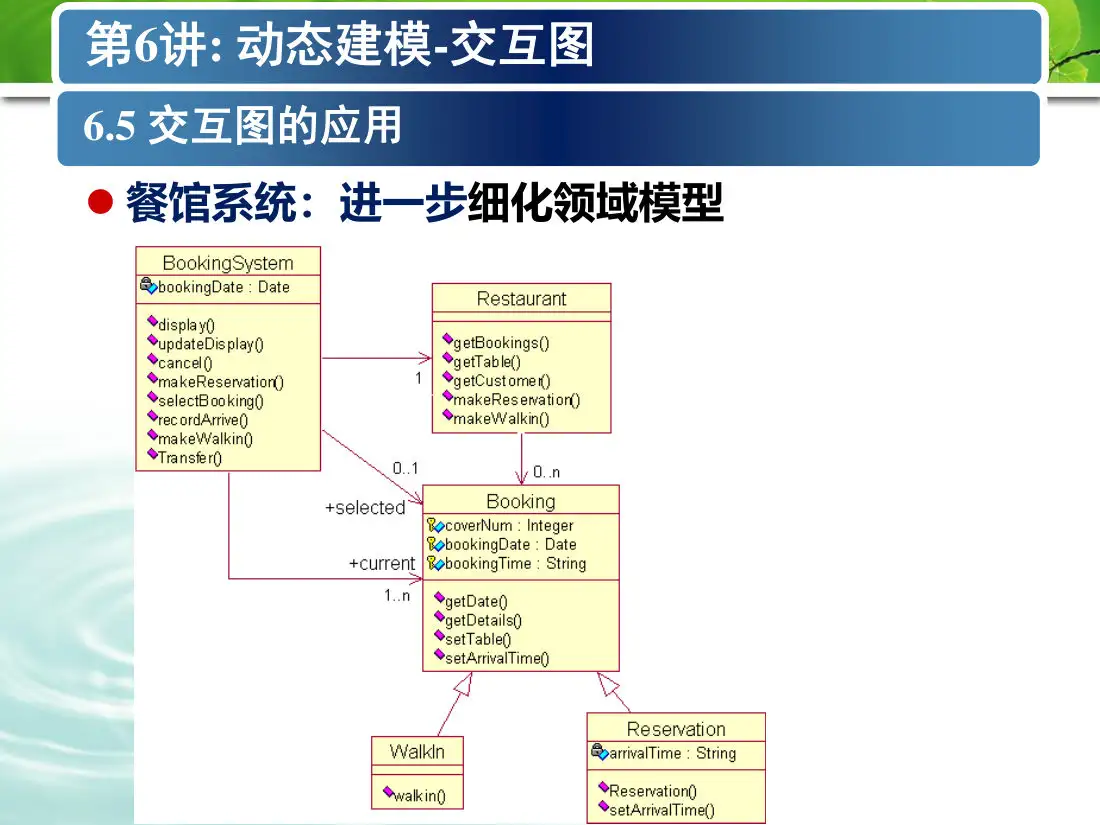 第6讲: 动态建模-交互图
6.5 交互图的应用
餐馆系统：进一步细化领域模型
BookingSystem
bookingDate : Date
display()
updateDisplay()
cancel()
makeReservation()
selectBooking()
recordArrive()
makeWalkin()
Transfer()
Restaurant
getBookings()
getTable()
getCustomer()
makeReservation()
makeWalkin()
1
0..1
0..n
+selected
+current
1..n
Booking
coverNum : Integer
bookingDate : Date
bookingTime : String
getDate()
getDetails()
setTable()
setArrivalTime()
WalkIn
walkin()
Reservation
arrivalTime : String
Reservation()
setArrivalTime()